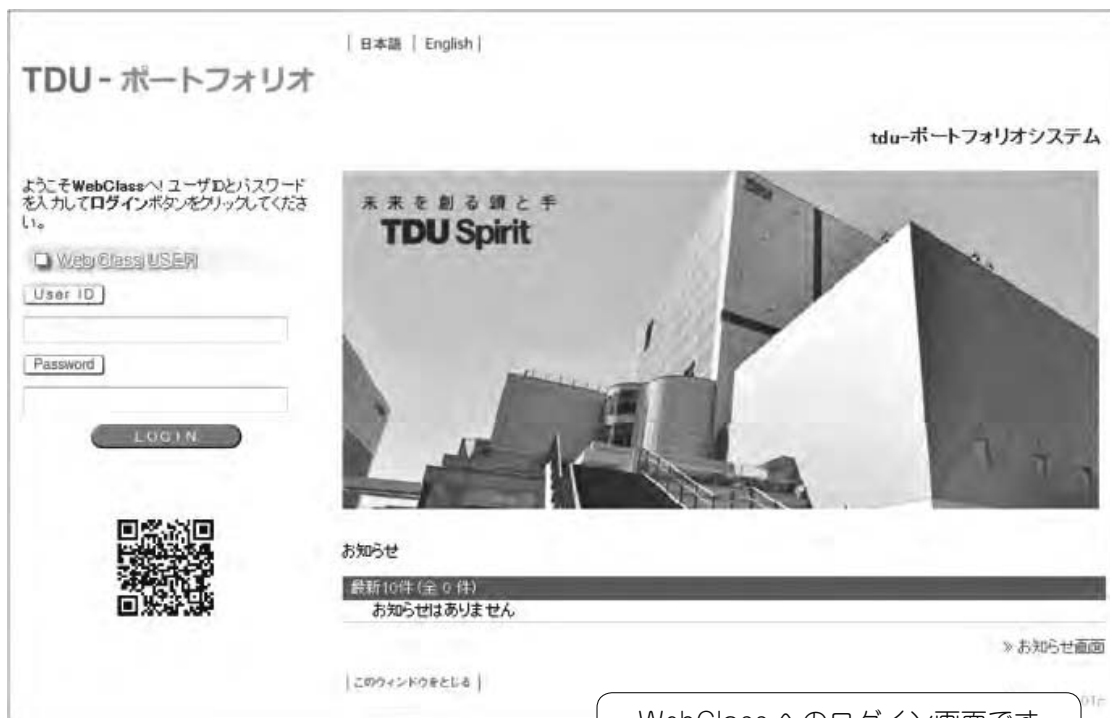 | 日本語 | English |
TDU - ポートフォリオ
tdu-ポートフォリオシステム
ようこそWebClassへ! ユーザIDとパスワード
を入力してログインボタンをクリックしてくださ
い。
WebClass USER
User ID
Password
LOGIN
未来を創る頭と手
TDU Spirit
お知らせ
最新10件(全 0 件)
お知らせはありません
» お知らせ画面
| このウィンドウをとじる |
WebClass へのログイン画面です